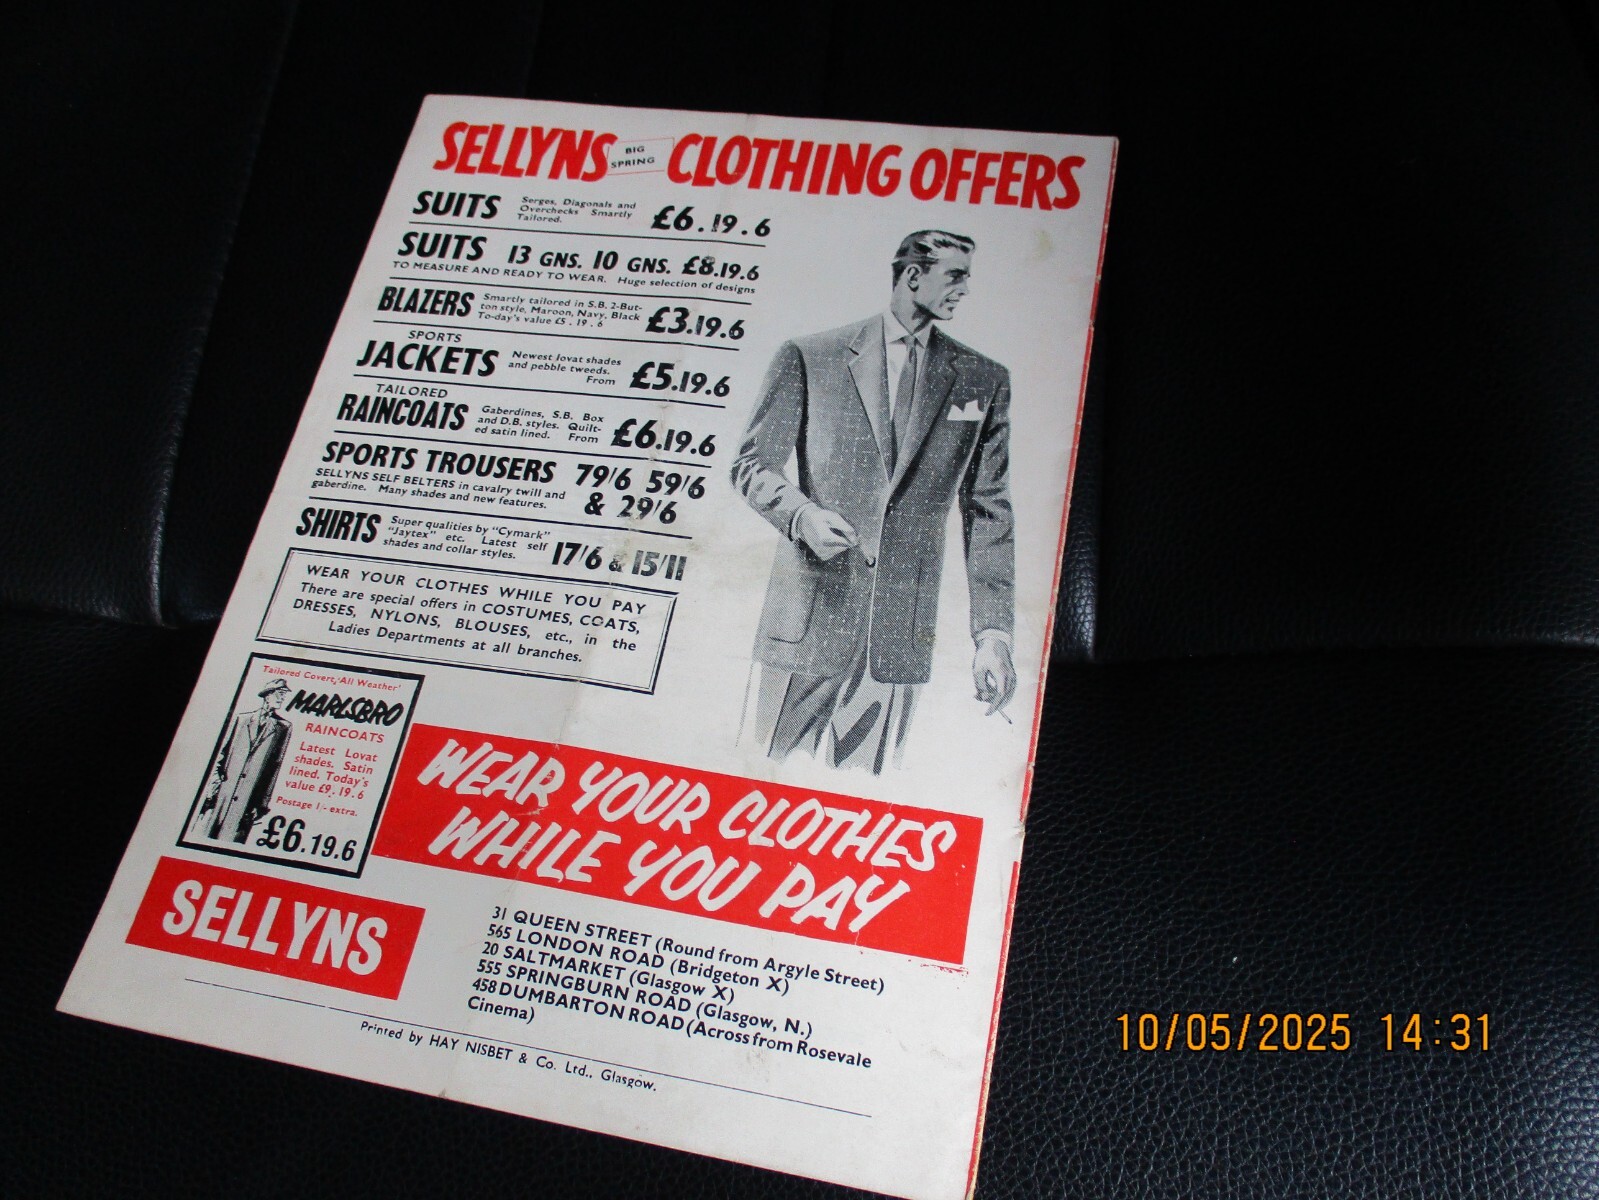 SELLYNS BIG SPRING CLOTHING OFFERS
SUITS Serges, Diagonals and Overchecks Smartly Tailored. £6.19.6
SUITS 13 GNS. 10 GNS. £8.19.6
TO MEASURE AND READY TO WEAR. Huge selection of designs
BLAZERS Smartly tailored in S.B. 2-But-
ton style, Maroon, Navy, Black
To-day's value £5.19.6 £3.19.6
SPORTS
JACKETS Newest lovat shades
and pebble tweeds.
From £5.19.6
TAILORED
RAINCOATS Gaberdines, S.B. Box
and D.B. styles. Quilt-
ed satin lined. From £6.19.6
SPORTS TROUSERS 79/6 59/6
& 29/6
SELLYNS SELF BELTERS in cavalry twill and
gaberdine. Many shades and new features.
SHIRTS Super qualities by "Cymark"
"Jaytex" etc. Latest self
shades and collar styles. 17/6 & 15/11
WEAR YOUR CLOTHES WHILE YOU PAY
There are special offers in COSTUMES, COATS,
DRESSES, NYLONS, BLOUSES, etc., in the
Ladies Departments at all branches.
Tailored Covers, 'All Weather'
MARLSBRO
RAINCOATS
Latest Lovat
shades. Satin
lined. Today's
value £9.19.6
Postage 1/- extra.
£6.19.6
WEAR YOUR CLOTHES
WHILE YOU PAY
SELLYNS
31 QUEEN STREET (Round from Argyle Street)
565 LONDON ROAD (Bridgeton X)
20 SALTMARKET (Glasgow X)
555 SPRINGBURN ROAD (Glasgow, N.)
458 DUMBARTON ROAD (Across from Rosevale
Cinema)
Printed by HAY NISBET & Co. Ltd., Glasgow.
10/05/2025 14:31